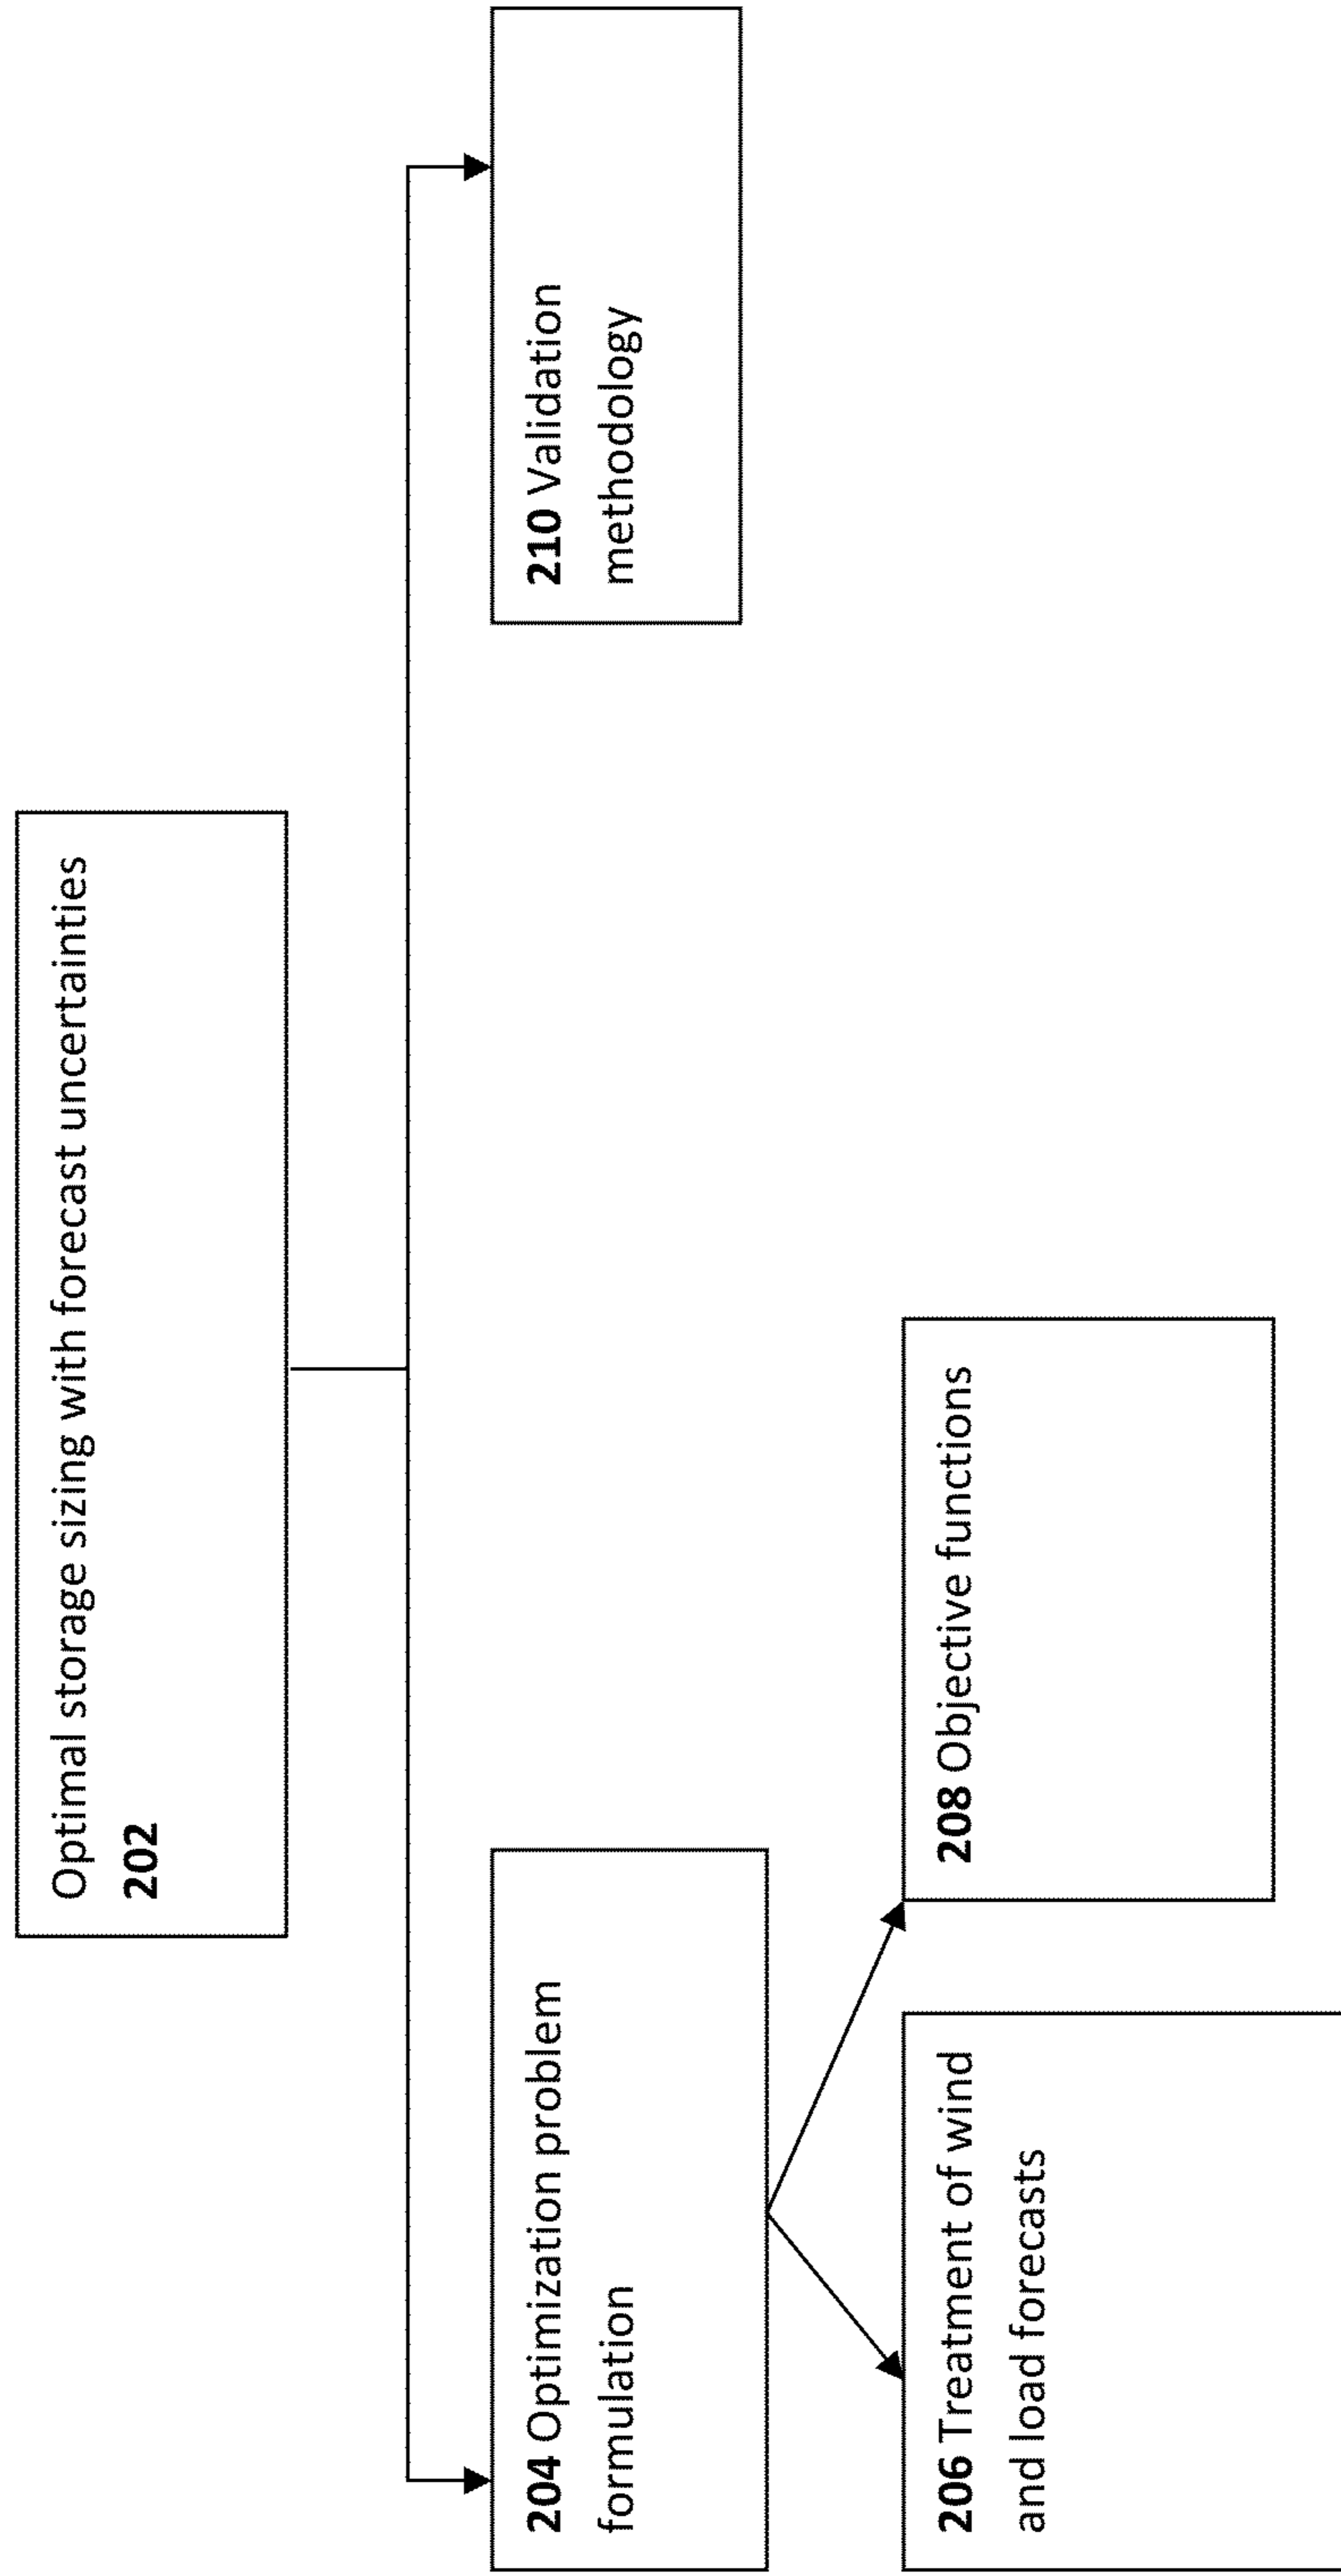 Optimal storage sizing with forecast uncertainties
202
204 Optimization problem
formulation
210 Validation
methodology
206 Treatment of wind
and load forecasts
208 Objective functions